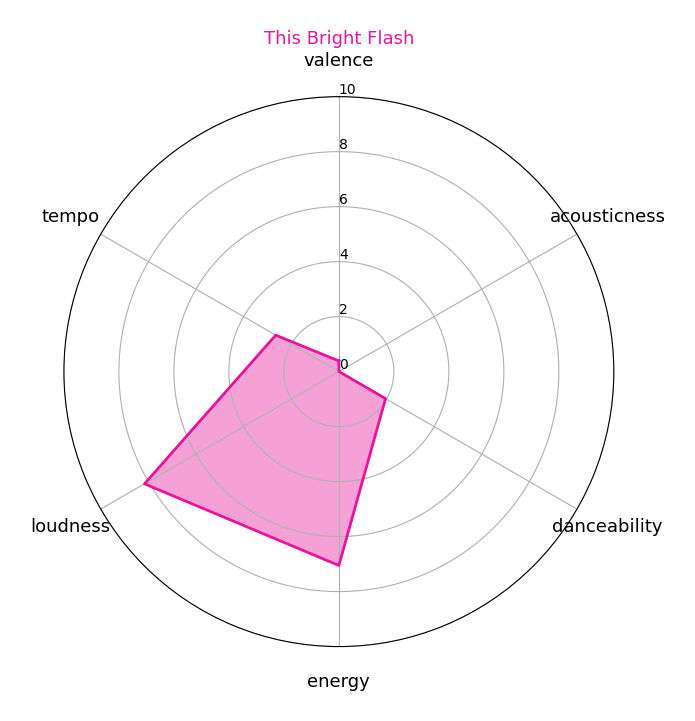 This Bright Flash
valence
10
8
6
4
2
0
tempo
acousticness
loudness
danceability
energy